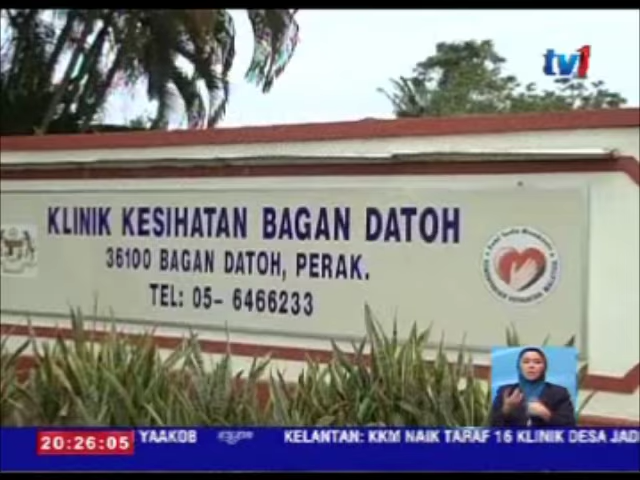 tv1
KLINIK KESIHATAN BAGAN DATOH
36100 BAGAN DATOH, PERAK.
TEL: 05- 6466233
20:26:05 YAAKOB KELANTAN: KKM NAIK TARAF 16 KLINIK DESA JAD